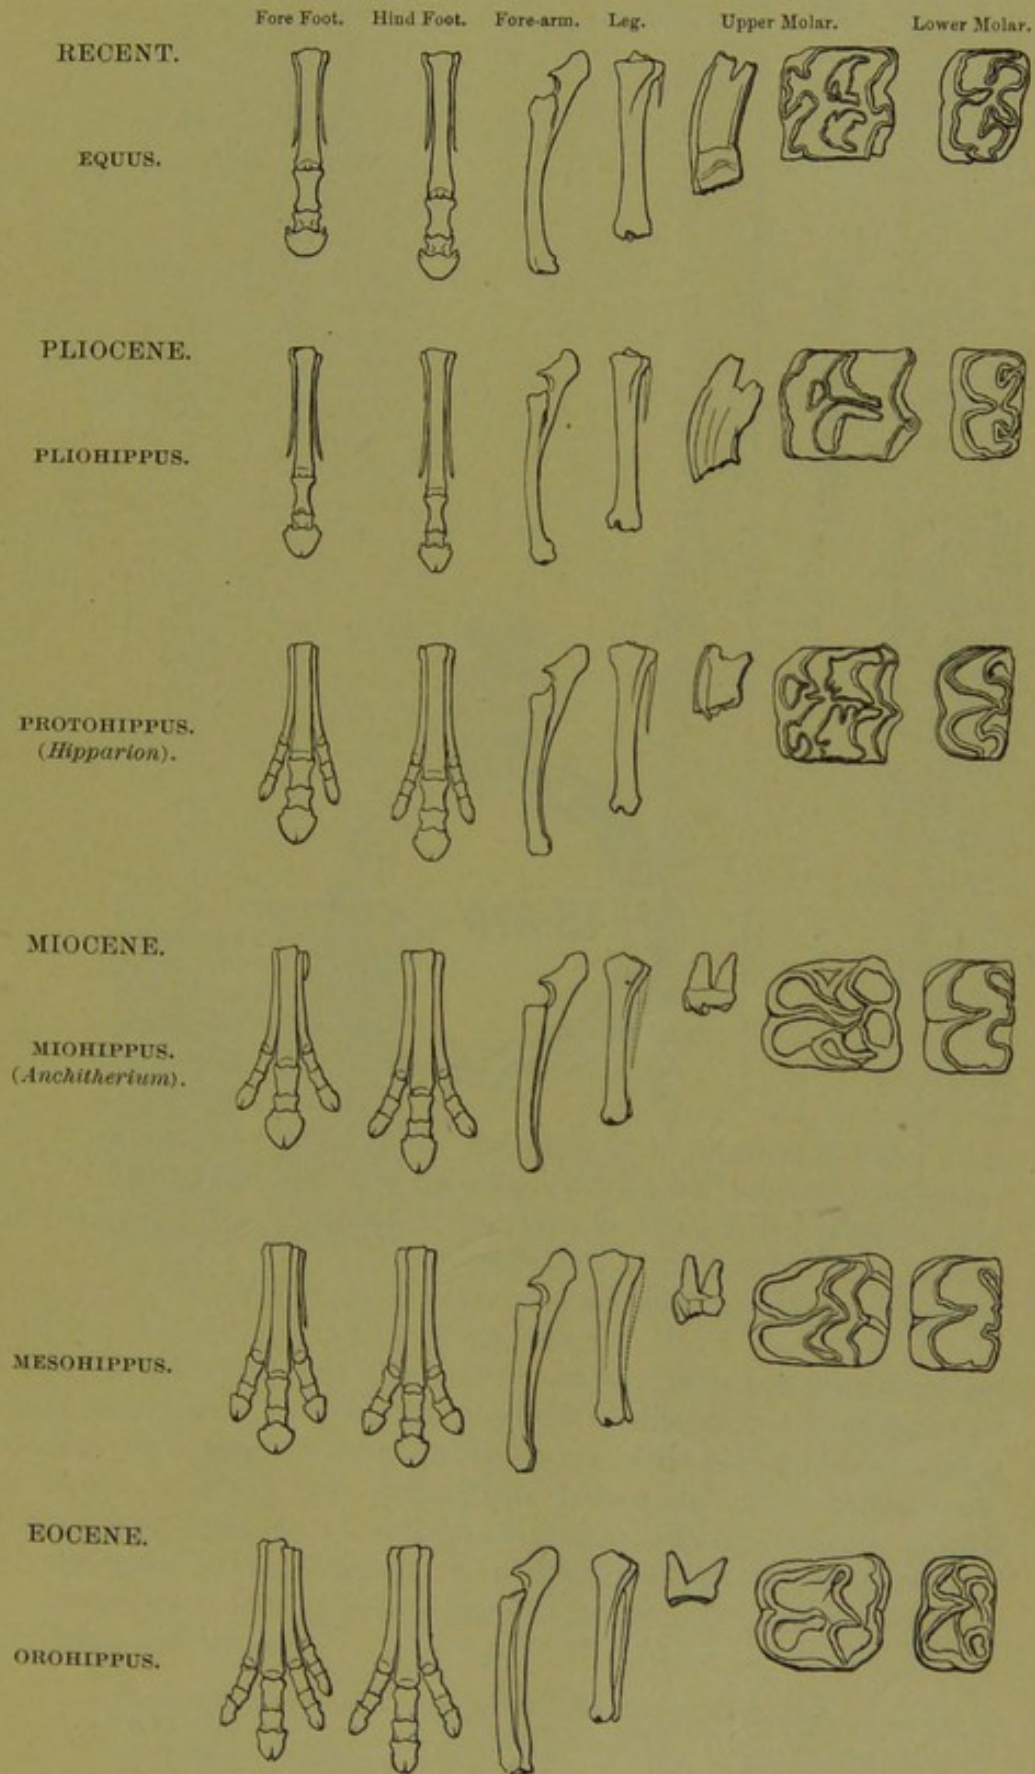 Fore Foot. Hind Foot. Fore-arm. Leg. Upper Molar. Lower Molar.
RECENT.
EQUUS.
PLIOCENE.
PLIOHIPPUS.
PROTOHIPPUS.
(Hipparion).
MIOCENE.
MIOHIPPUS.
(Anchitherium).
MESOHIPPUS.
EOCENE.
OROHIPPUS.